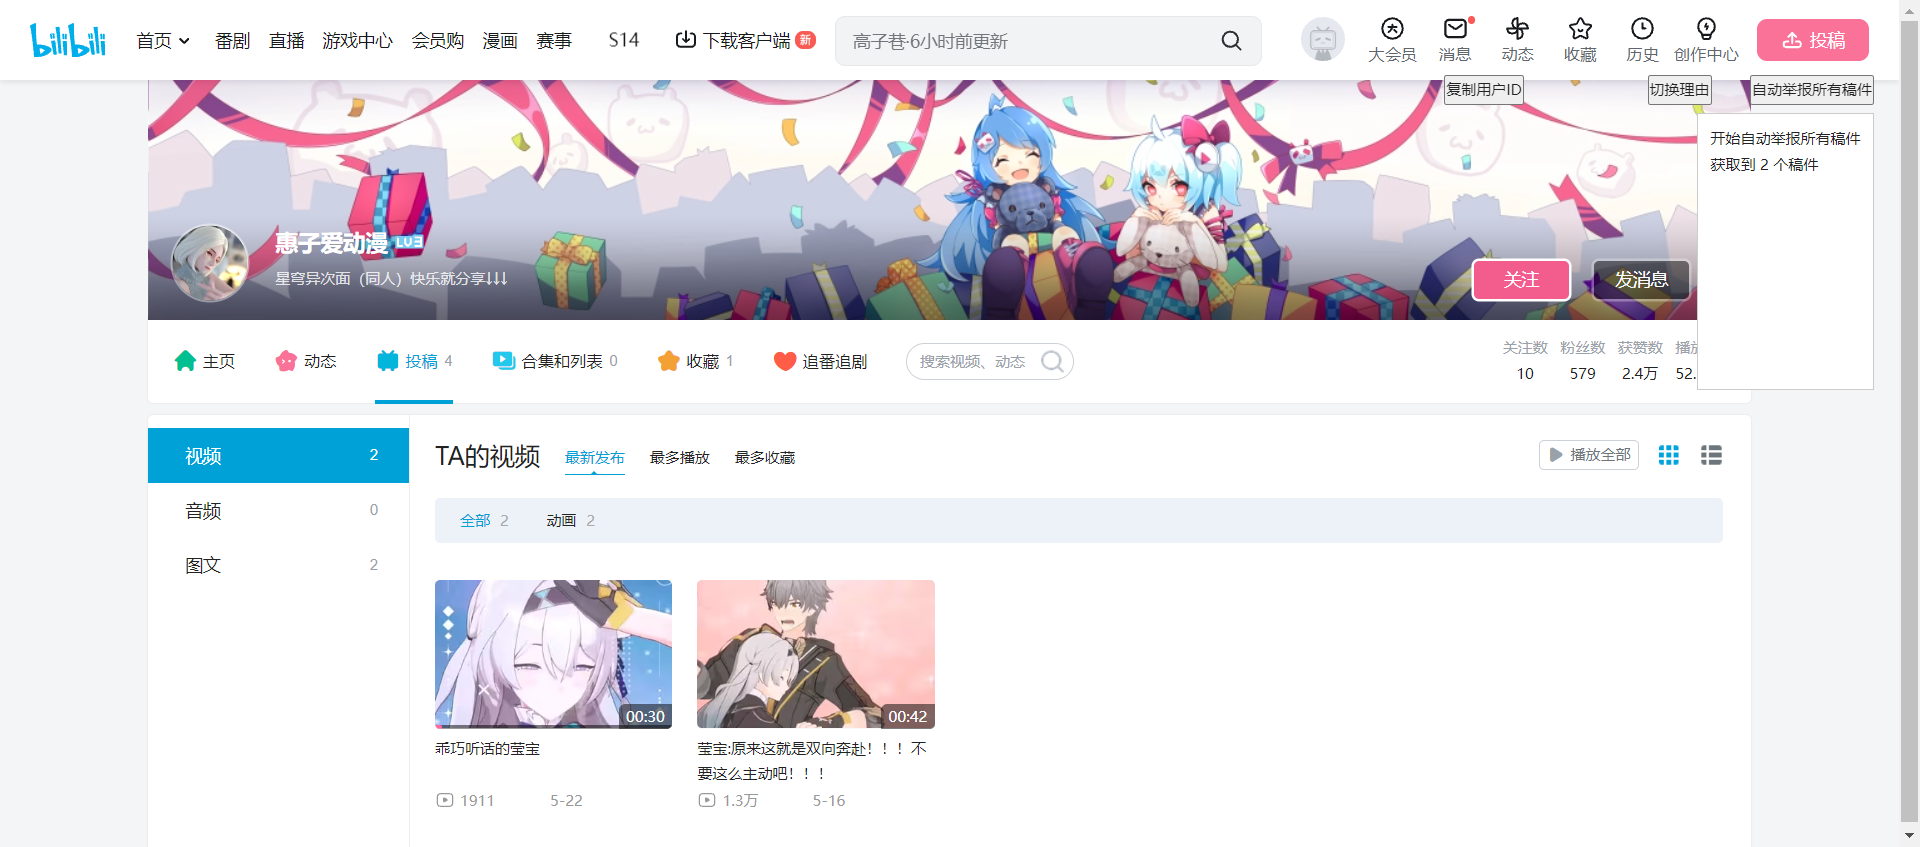 bilibili 首页 番剧 直播 游戏中心 会员购 漫画 赛事 S14 下载客户端 新 高子巷·6小时前更新 大会员 消息 动态 收藏 历史 创作中心 投稿
复制用户ID 切换理由 自动举报所有稿件
开始自动举报所有稿件
获取到 2 个稿件
惠子爱动漫 LV3
星穹异次面（同人）快乐就分享⇃⇃⇃
关注 发消息
主页 动态 投稿 4 合集和列表 0 收藏 1 追番追剧 搜索视频、动态
关注数 粉丝数 获赞数 播放
10 579 2.4万 52.
视频 2
音频 0
图文 2
TA的视频 最新发布 最多播放 最多收藏 播放全部
全部 2 动画 2
00:30
乖巧听话的莹宝
1911 5-22
00:42
莹宝:原来这就是双向奔赴！！！不
要这么主动吧！！！
1.3万 5-16